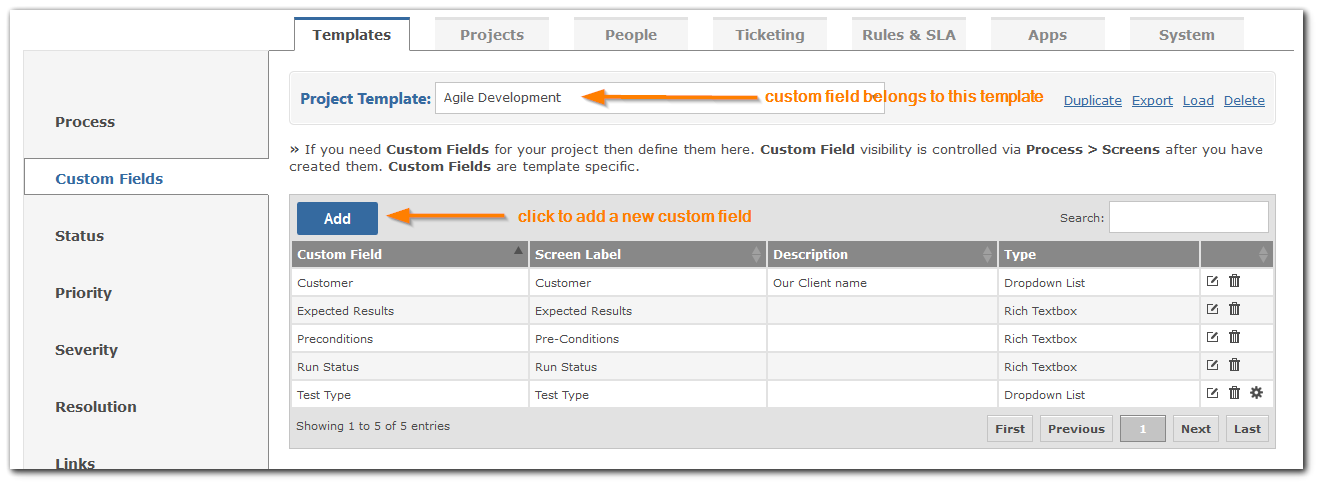 Templates Projects People Ticketing Rules & SLA Apps System
Project Template: Agile Development custom field belongs to this template Duplicate Export Load Delete
Process
Custom Fields
Status
Priority
Severity
Resolution
Links
» If you need Custom Fields for your project then define them here. Custom Field visibility is controlled via Process > Screens after you have
created them. Custom Fields are template specific.
Add click to add a new custom field Search:
Custom Field Screen Label Description Type
Customer Customer Our Client name Dropdown List
Expected Results Expected Results Rich Textbox
Preconditions Pre-Conditions Rich Textbox
Run Status Run Status Rich Textbox
Test Type Test Type Dropdown List
Showing 1 to 5 of 5 entries First Previous 1 Next Last